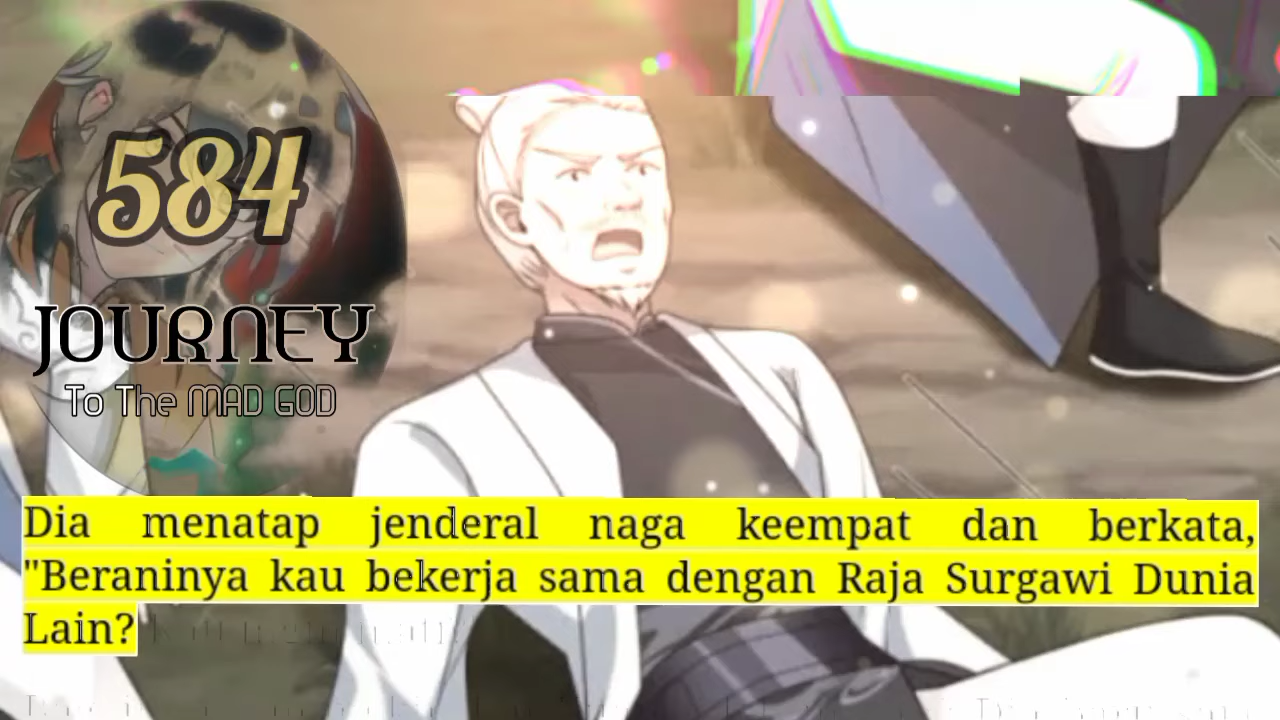 584
JOURNEY
To The MAD GOD
Dia menatap jenderal naga keempat dan berkata,
"Beraninya kau bekerja sama dengan Raja Surgawi Dunia
Lain?